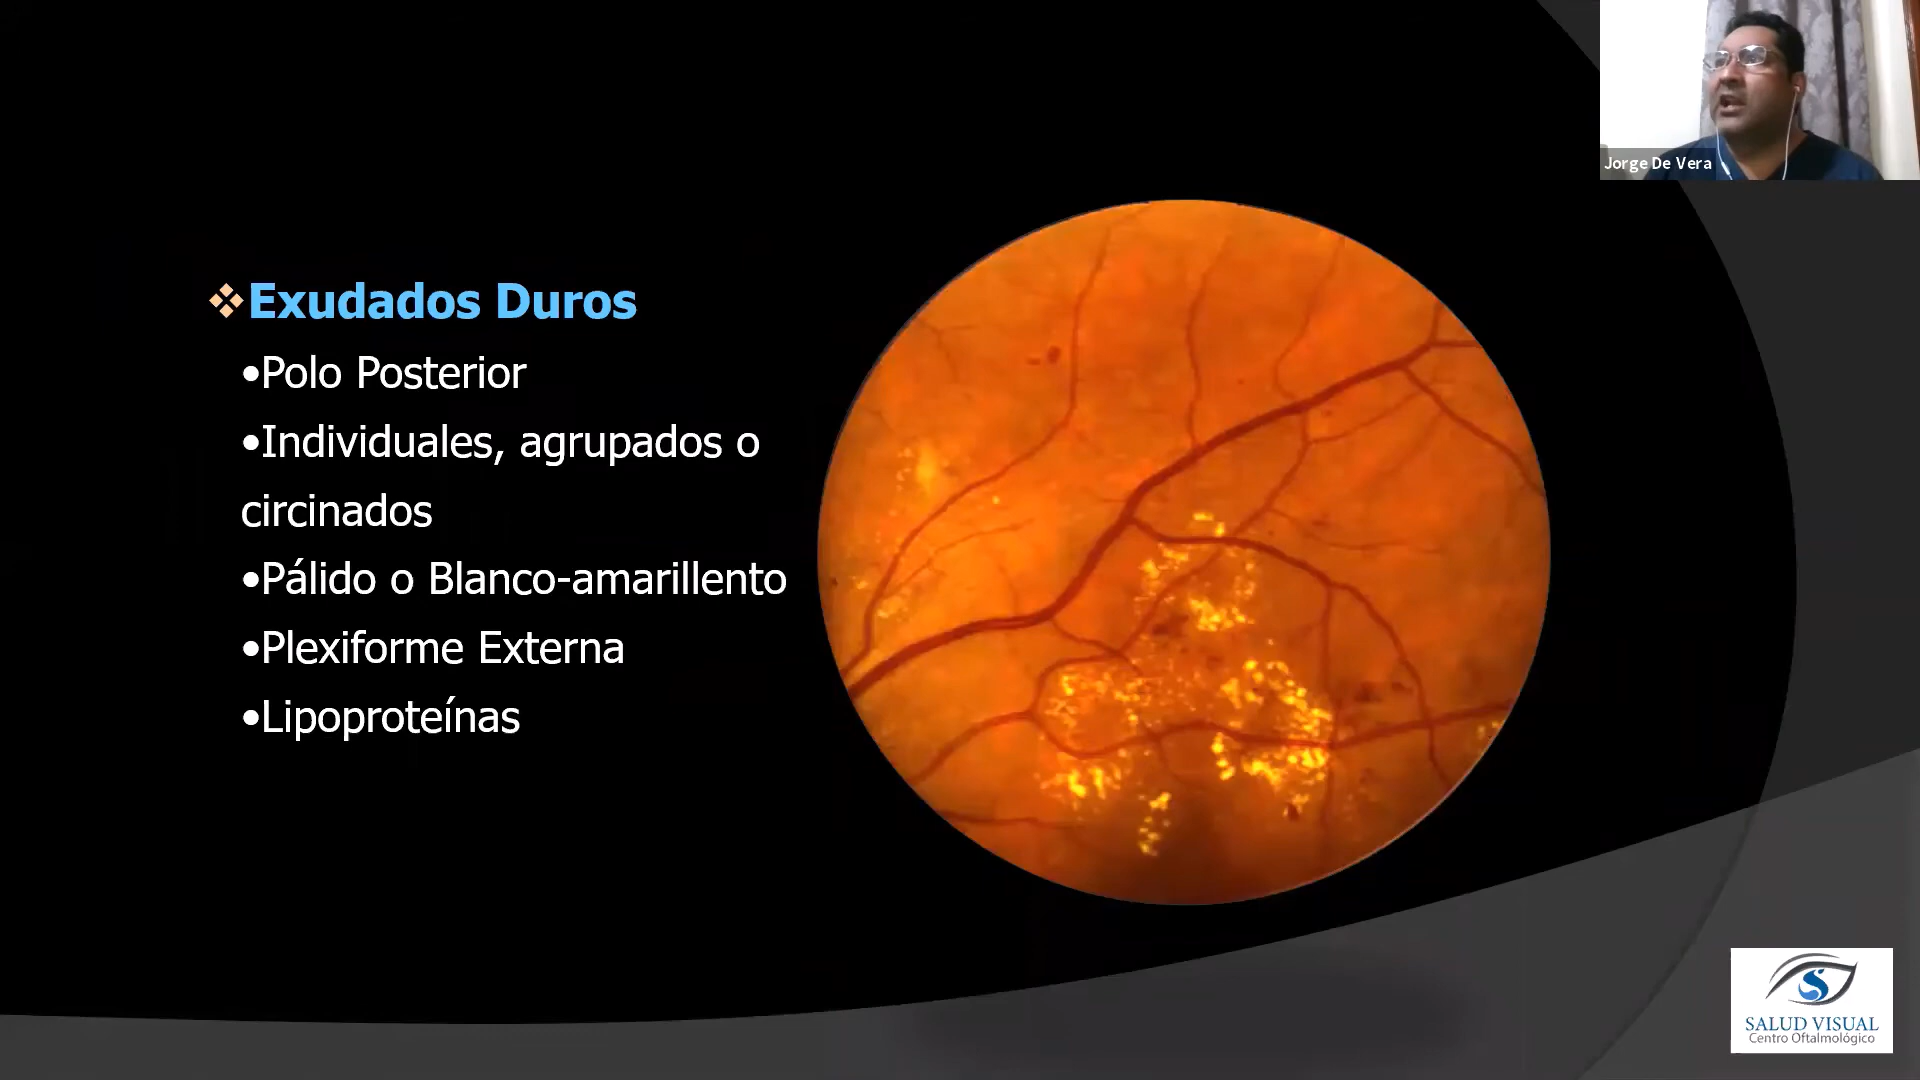 Jorge De Vera
❖Exudados Duros
•Polo Posterior
•Individuales, agrupados o
circinados
•Pálido o Blanco-amarillento
•Plexiforme Externa
•Lipoproteínas
SALUD VISUAL
Centro Oftalmológico